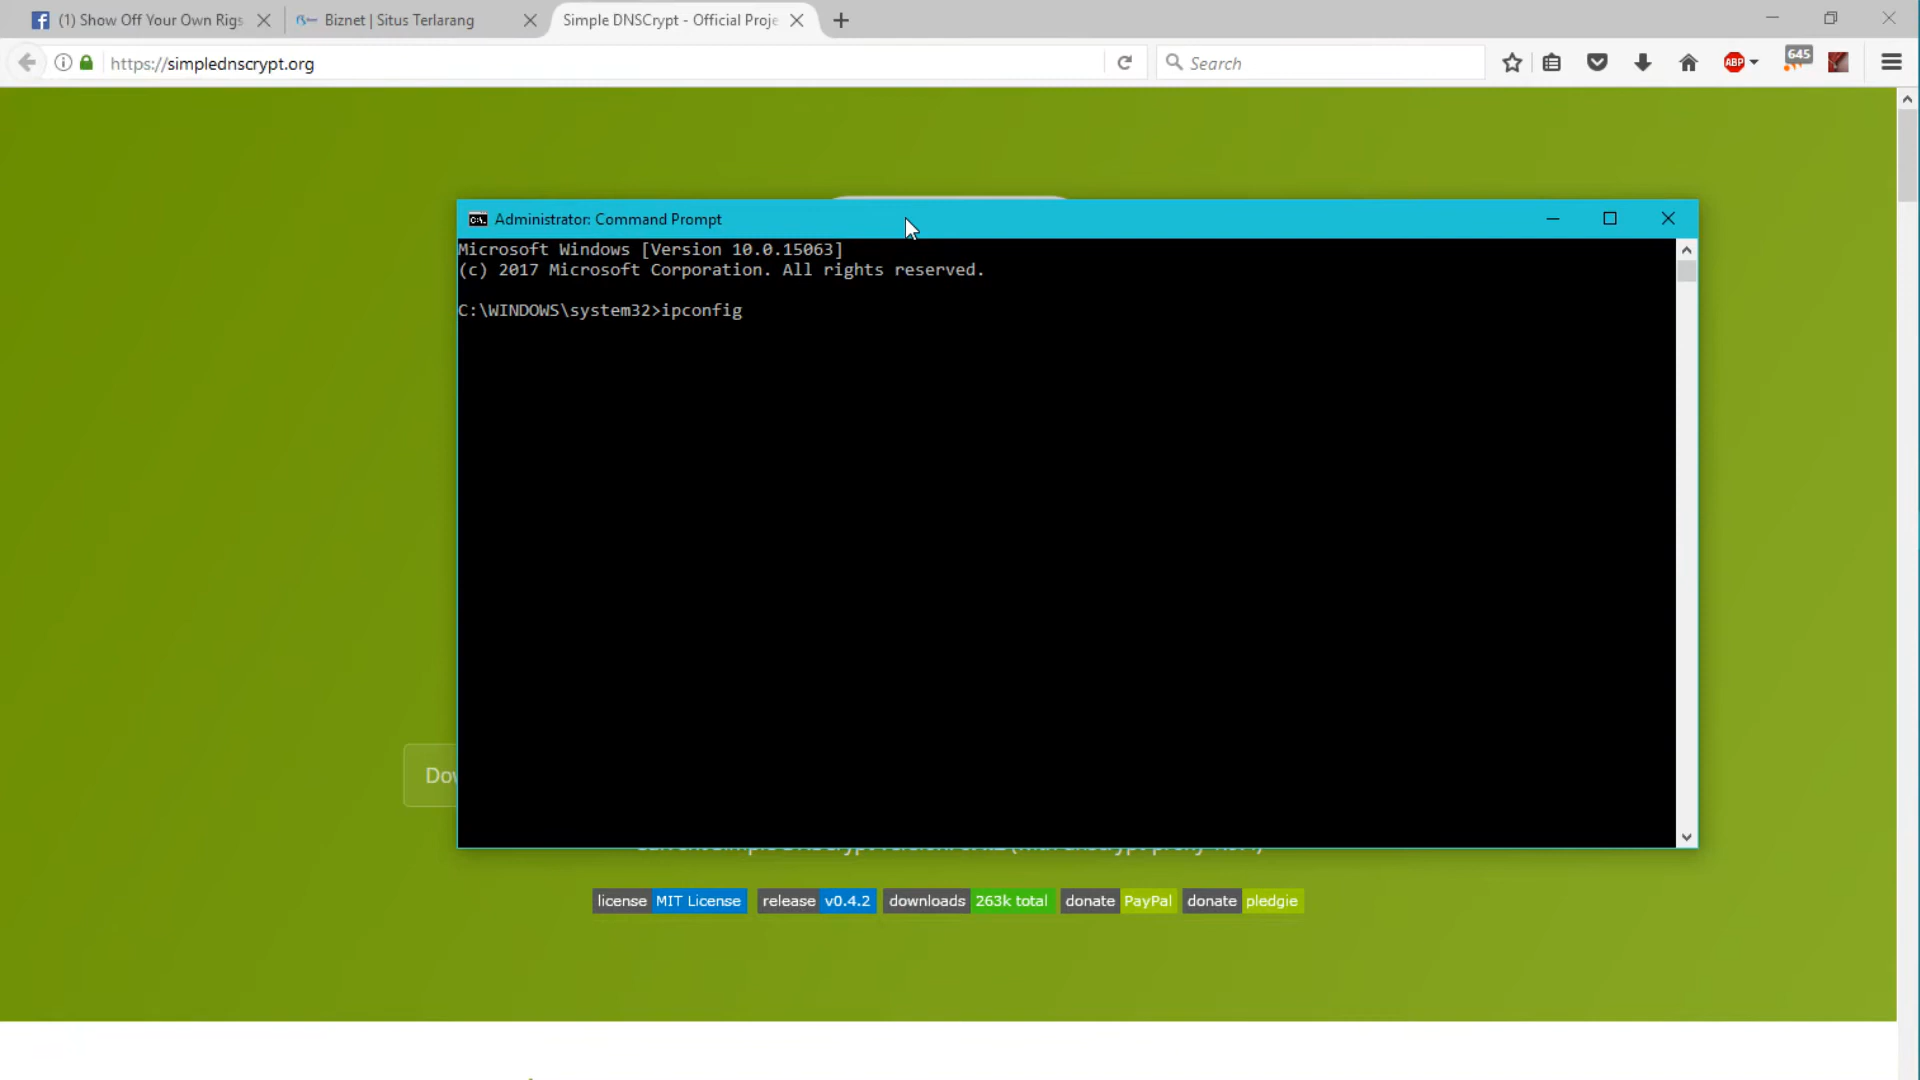 (1) Show Off Your Own Rigs
Biznet | Situs Terlarang
Simple DNSCrypt - Official Proje
https://simplednscrypt.org
Search
ABP
645
Administrator: Command Prompt
Microsoft Windows [Version 10.0.15063]
(c) 2017 Microsoft Corporation. All rights reserved.
C:\WINDOWS\system32>ipconfig
license MIT License release v0.4.2 downloads 263k total donate PayPal donate pledgie